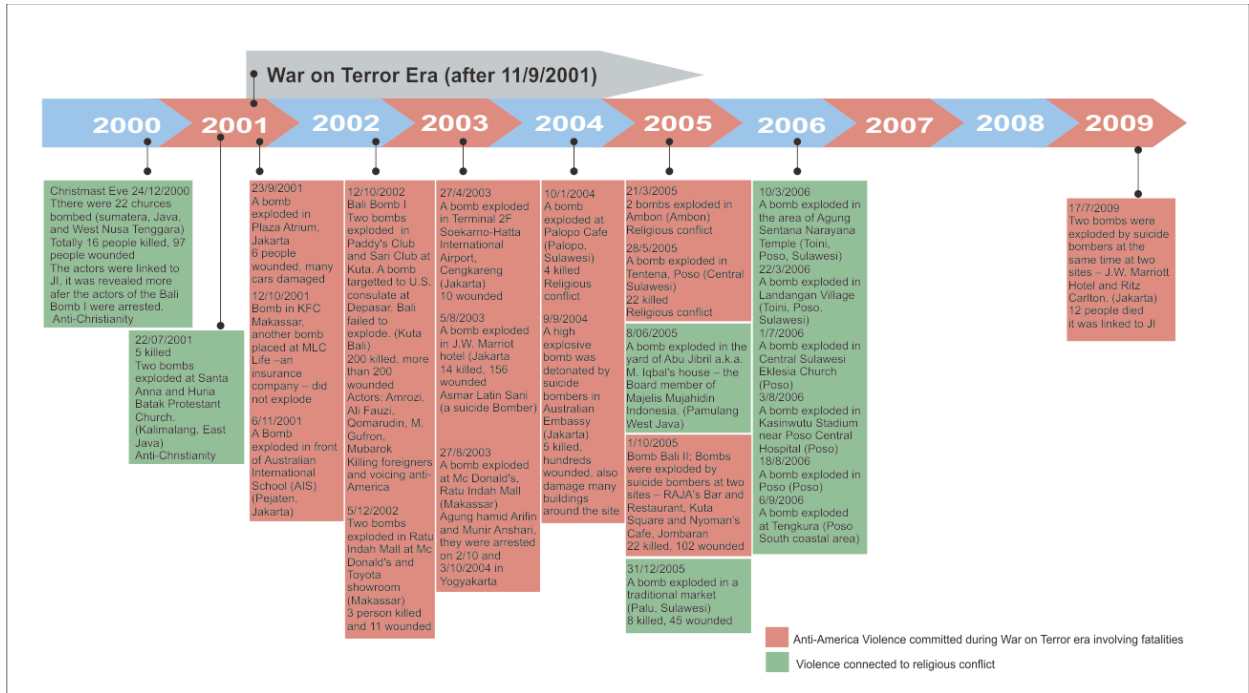 War on Terror Era (after 11/9/2001)
2000
2001
2002
2003
2004
2005
2006
2007
2008
2009
Christmast Eve 24/12/2000
Tthere were 22 churces
bombed (sumatera, Java,
and West Nusa Tenggara)
Totally 16 people killed, 97
people wounded
The actors were linked to
JI, it was revealed more
afer the actors of the Bali
Bomb I were arrested.
Anti-Christianity
22/07/2001
5 killed
Two bombs
exploded at Santa
Anna and Huria
Batak Protestant
Church.
(Kalimalang, East
Java)
Anti-Christianity
23/9/2001
A bomb
exploded in
Plaza Atrium,
Jakarta
6 people
wounded, many
cars damaged
12/10/2001
Bomb in KFC
Makassar,
another bomb
placed at MLC
Life –an
insurance
company – did
not explode
6/11/2001
A Bomb
exploded in front
of Australian
International
School (AIS)
(Pejaten,
Jakarta)
12/10/2002
Bali Bomb I
Two bombs
exploded in
Paddy's Club
and Sari Club at
Kuta. A bomb
targetted to U.S.
consulate at
Depasar, Bali
failed to
explode. (Kuta
Bali)
200 killed, more
than 200
wounded
Actors: Amrozi,
Ali Fauzi,
Qomarudin, M.
Gufron,
Mubarok
Killing foreigners
and voicing anti-
America
5/12/2002
Two bombs
exploded in Ratu
Indah Mall at Mc
Donald's and
Toyota
showroom
(Makassar)
3 person killed
and 11 wounded
27/4/2003
A bomb exploded
in Terminal 2F
Soekarno-Hatta
International
Airport,
Cengkareng
(Jakarta)
10 wounded
5/8/2003
A bomb exploded
in J.W. Marriot
hotel (Jakarta
14 killed, 156
wounded
Asmar Latin Sani
(a suicide Bomber)
27/8/2003
A bomb exploded
at Mc Donald's,
Ratu Indah Mall
(Makassar)
Agung hamid Arifin
and Munir Anshari,
they were arrested
on 2/10 and
3/10/2004 in
Yogyakarta
10/1/2004
A bomb
exploded at
Palopo Cafe
(Palopo,
Sulawesi)
4 killed
Religious
conflict
9/9/2004
A high
explosive bomb
was
detonated by
suicide
bombers in
Australian
Embassy
(Jakarta)
5 killed,
hundreds
wounded, also
damage many
buildings
around the site
21/3/2005
2 bombs exploded in
Ambon (Ambon)
Religious conflict
28/5/2005
A bomb exploded in
Tentena, Poso (Central
Sulawesi)
22 killed
Religious conflict
8/06/2005
A bomb exploded in the
yard of Abu Jibril a.k.a.
M. Iqbal's house – the
Board member of
Majelis Mujahidin
Indonesia. (Pamulang
West Java)
1/10/2005
Bomb Bali II; Bombs
were exploded by
suicide bombers at two
sites – RAJA's Bar and
Restaurant, Kuta
Square and Nyoman's
Cafe, Jombaran
22 killed, 102 wounded
31/12/2005
A bomb exploded in a
traditional market
(Palu, Sulawesi)
8 killed, 45 wounded
10/3/2006
A bomb exploded in
the area of Agung
Sentana Narayana
Temple (Toini,
Poso, Sulawesi)
22/3/2006
A bomb exploded in
Landangan Village
(Toini, Poso,
Sulawesi)
1/7/2006
A bomb exploded in
Central Sulawesi
Eklesia Church
(Poso)
3/8/2006
A bomb exploded in
Kasinwutu Stadium
near Poso Central
Hospital (Poso)
18/8/2006
A bomb exploded in
Poso (Poso)
6/9/2006
A bomb exploded
at Tengkura (Poso
South coastal area)
17/7/2009
Two bombs were
exploded by suicide
bombers at the
same time at two
sites – J.W. Marriott
Hotel and Ritz
Carlton. (Jakarta)
12 people died
it was linked to JI
Anti-America Violence committed during War on Terror era involving fatalities
Violence connected to religious conflict